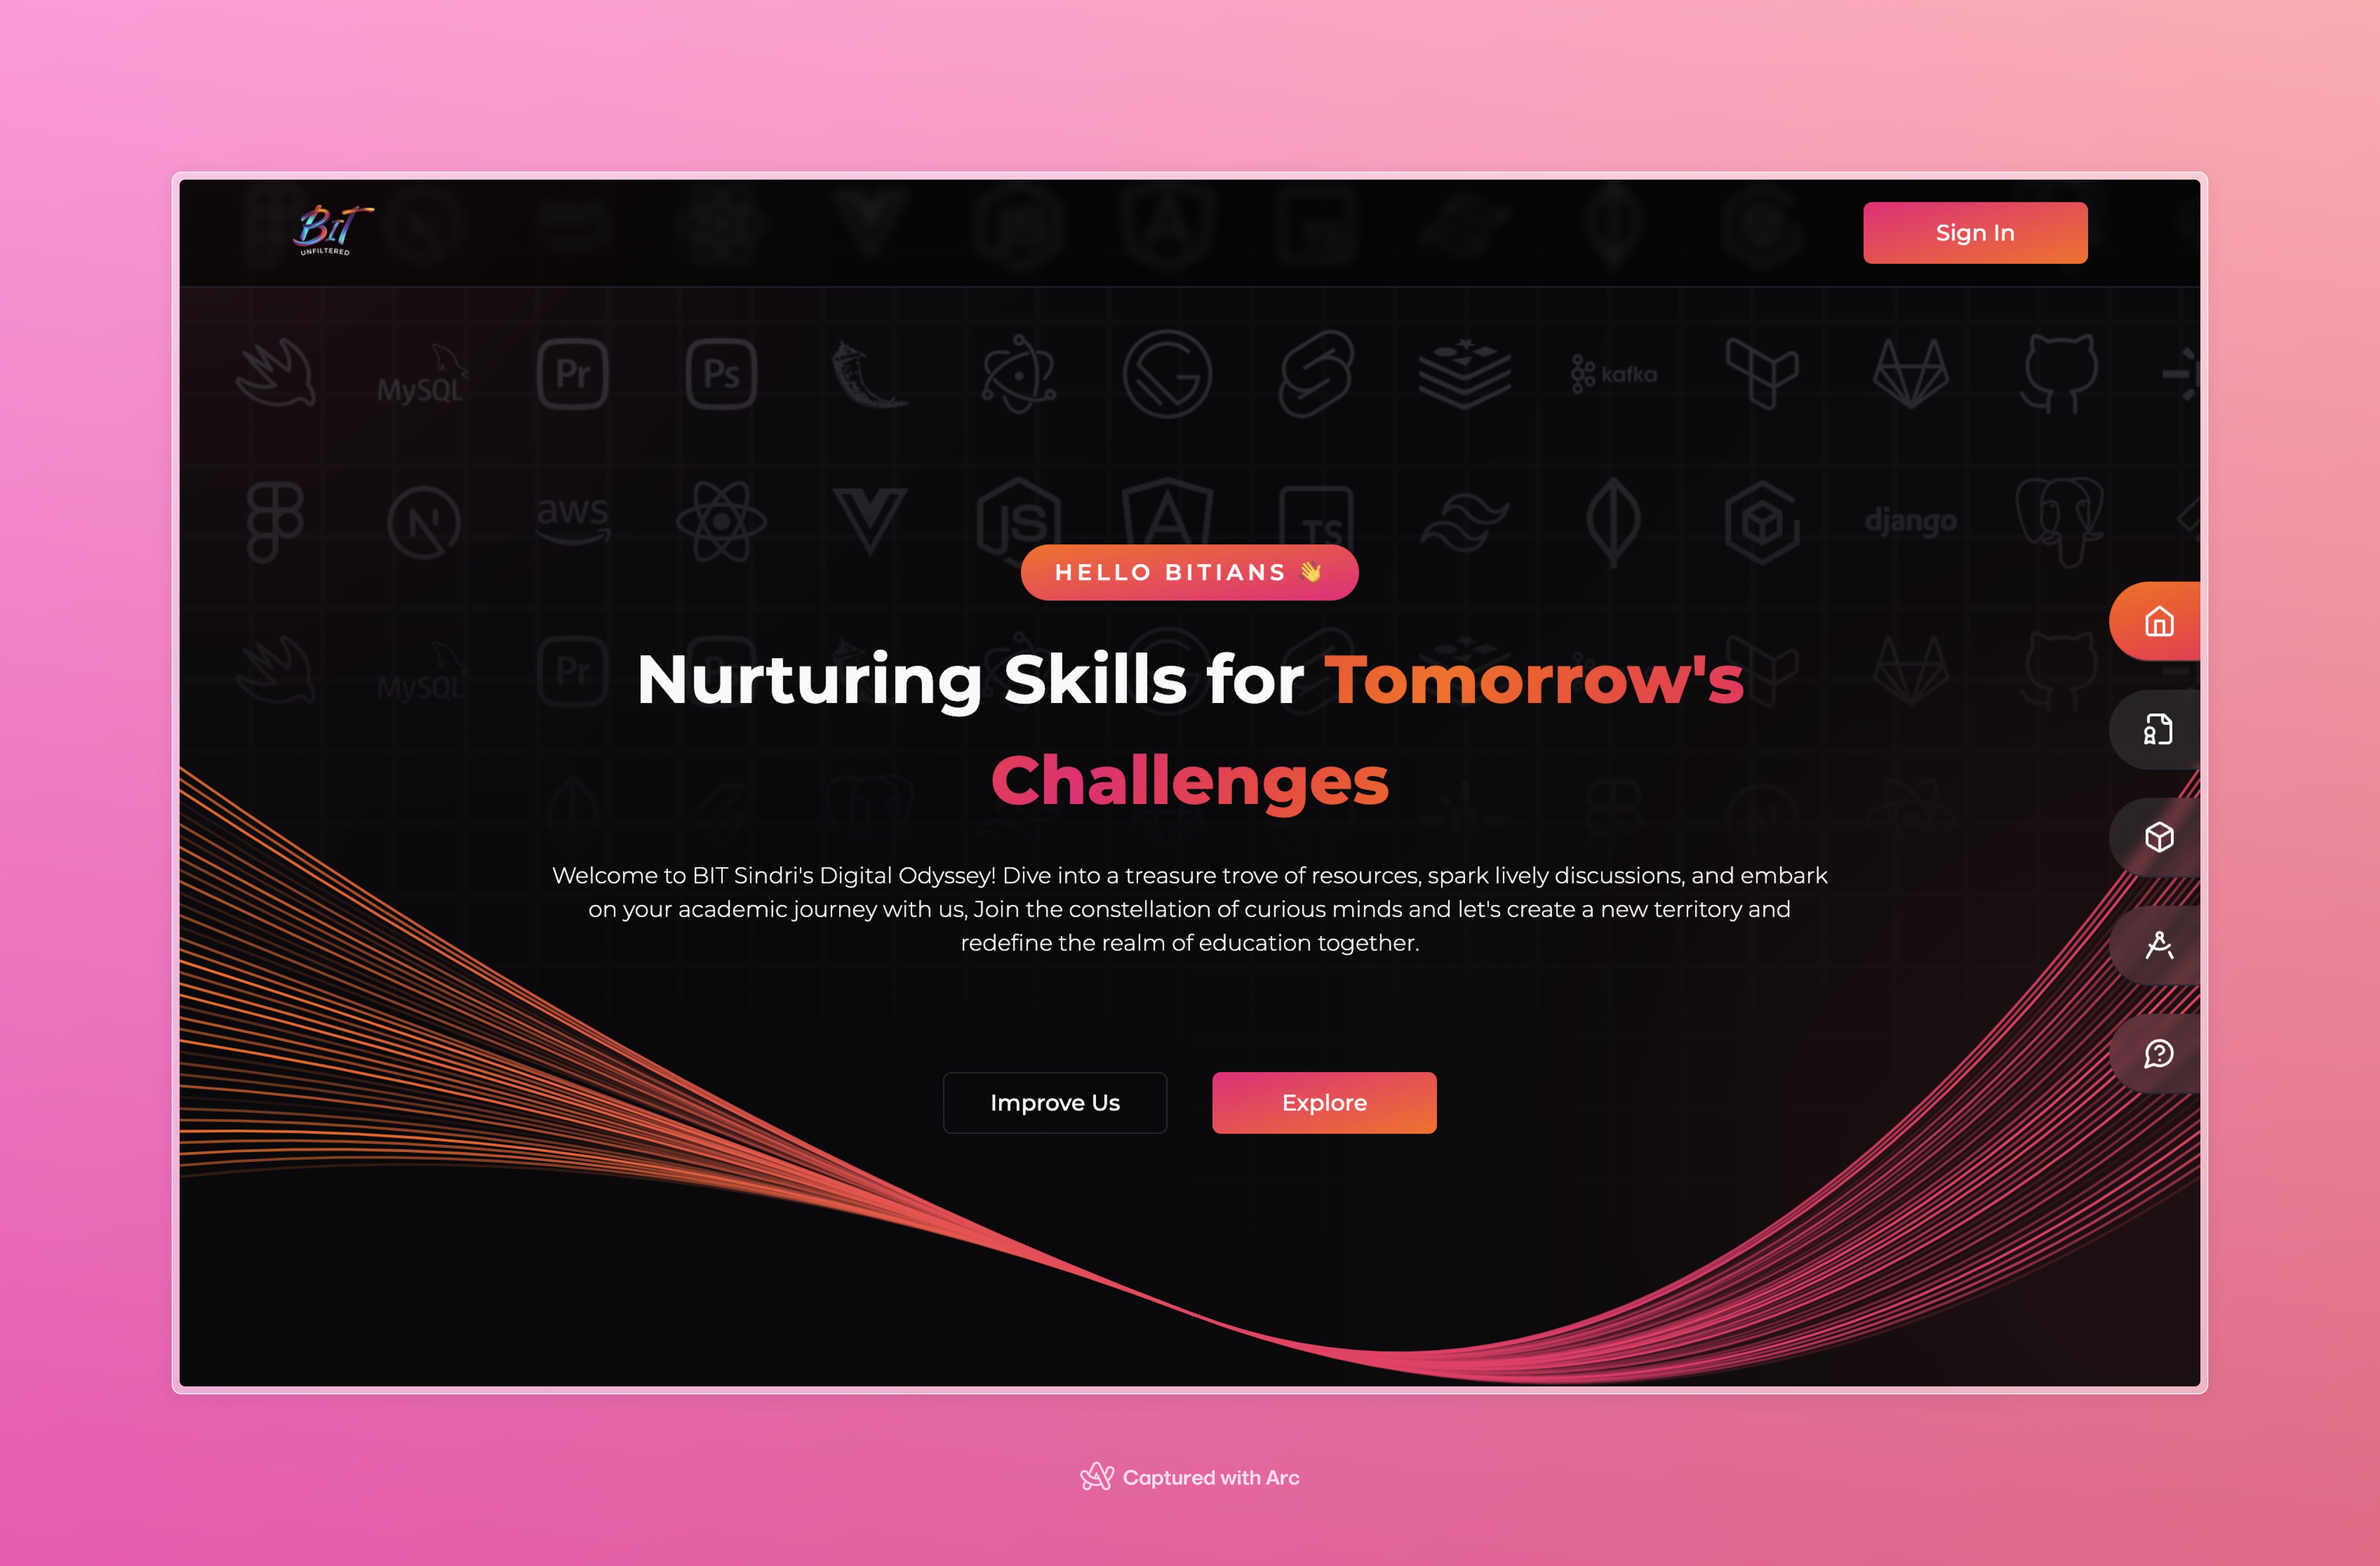 BIT
UNFILTERED
Sign In
MySQL
Pr
Ps
kafka
aws
JS
TS
django
HELLO BITIANS 👋
MySQL
Pr
Nurturing Skills for Tomorrow's
Challenges
Welcome to BIT Sindri's Digital Odyssey! Dive into a treasure trove of resources, spark lively discussions, and embark
on your academic journey with us, Join the constellation of curious minds and let's create a new territory and
redefine the realm of education together.
Improve Us
Explore
Captured with Arc